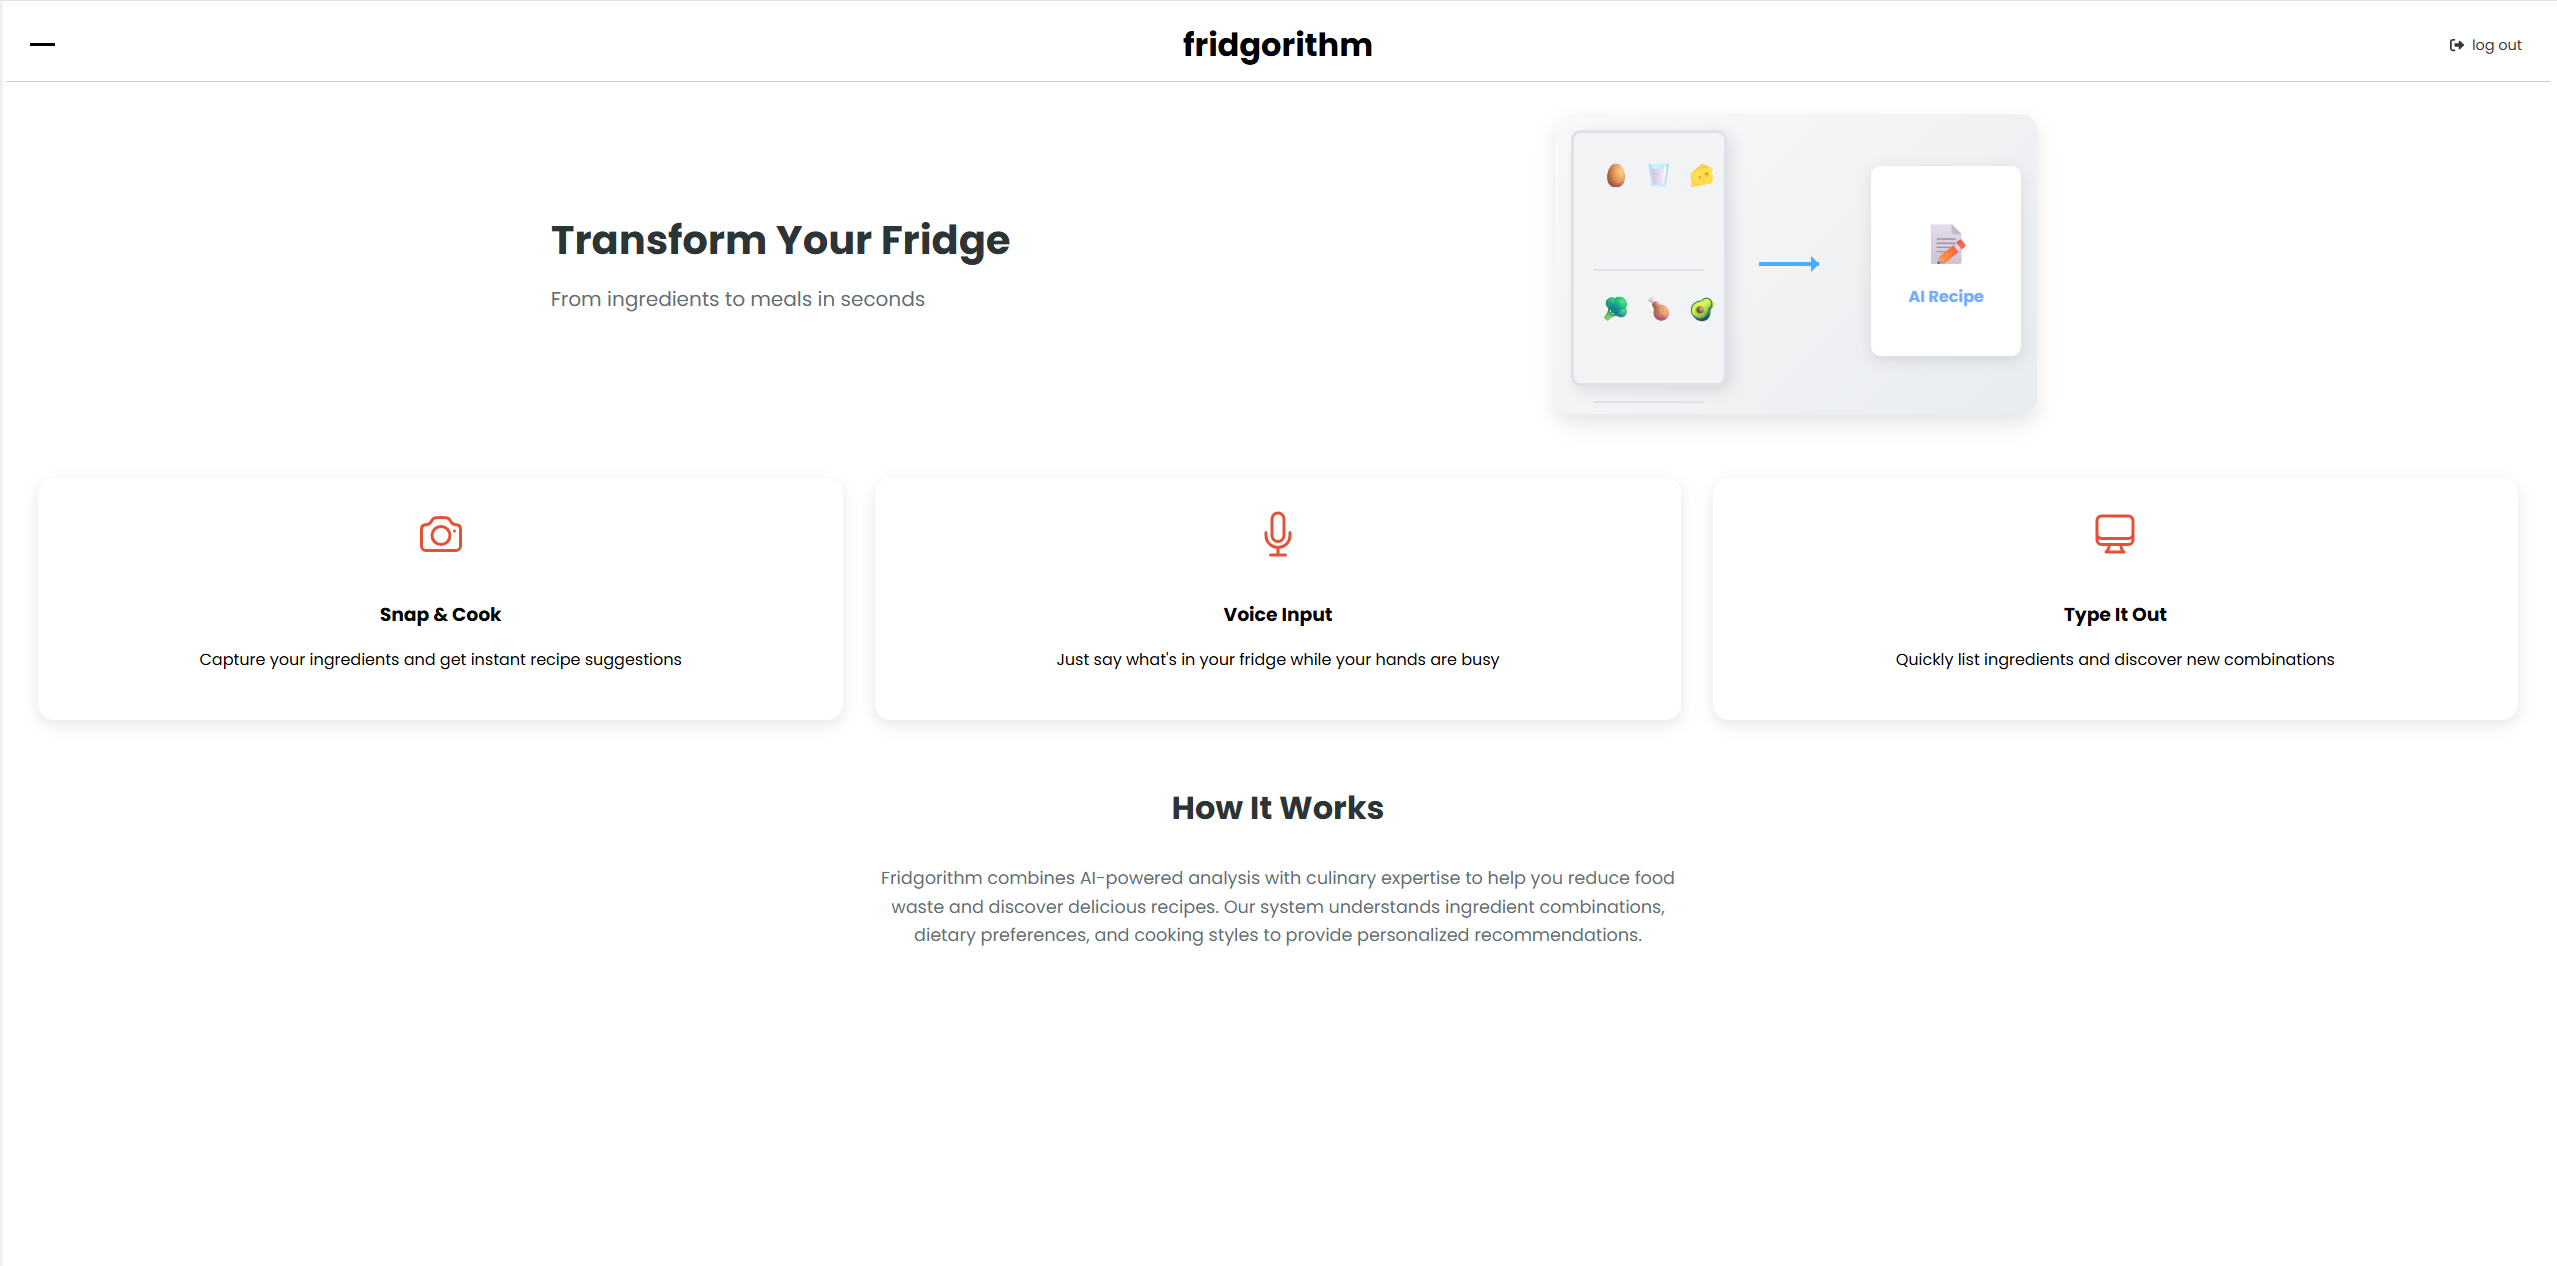 fridgorithm
log out
Transform Your Fridge
From ingredients to meals in seconds
AI Recipe
Snap & Cook
Capture your ingredients and get instant recipe suggestions
Voice Input
Just say what's in your fridge while your hands are busy
Type It Out
Quickly list ingredients and discover new combinations
How It Works
Fridgorithm combines AI-powered analysis with culinary expertise to help you reduce food
waste and discover delicious recipes. Our system understands ingredient combinations,
dietary preferences, and cooking styles to provide personalized recommendations.